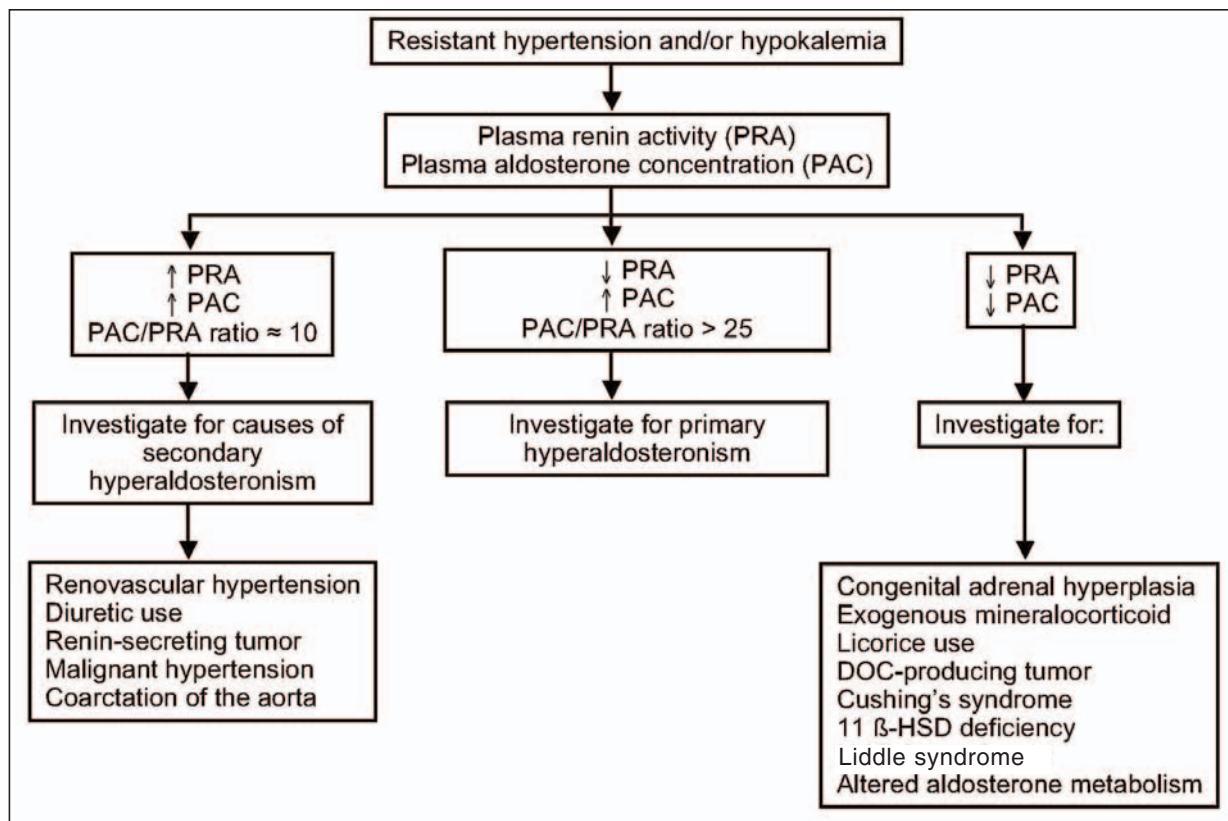 Resistant hypertension and/or hypokalemia
Plasma renin activity (PRA)
Plasma aldosterone concentration (PAC)
↑ PRA
↑ PAC
PAC/PRA ratio ≈ 10
↓ PRA
↑ PAC
PAC/PRA ratio > 25
↓ PRA
↓ PAC
Investigate for causes of
secondary
hyperaldosteronism
Investigate for primary
hyperaldosteronism
Investigate for:
Renovascular hypertension
Diuretic use
Renin-secreting tumor
Malignant hypertension
Coarctation of the aorta
Congenital adrenal hyperplasia
Exogenous mineralocorticoid
Licorice use
DOC-producing tumor
Cushing's syndrome
11 ß-HSD deficiency
Liddle syndrome
Altered aldosterone metabolism